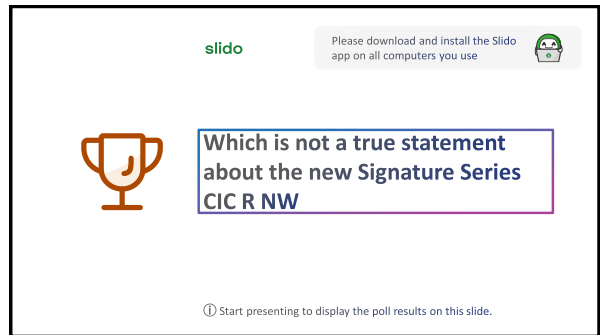 slido
Please download and install the Slido
app on all computers you use
Which is not a true statement
about the new Signature Series
CIC R NW
ⓘ Start presenting to display the poll results on this slide.